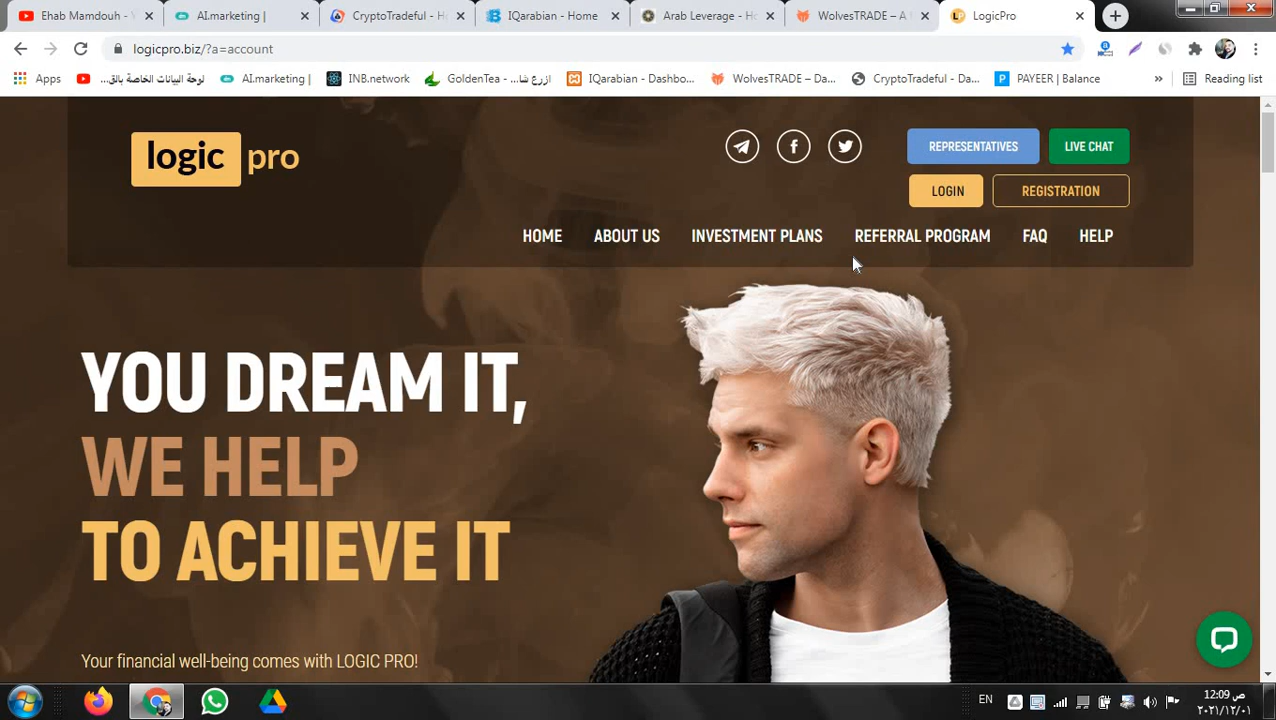 Ehab Mamdouh -
AI.marketing |
CryptoTradeful - H
IQarabian - Home
Arab Leverage - Ho
WolvesTRADE – A L
LogicPro
logicpro.biz/?a=account
Apps
لوحة البيانات الخاصة بالق...
AI.marketing |
INB.network
GoldenTea - ازرع شا...
IQarabian - Dashbo...
WolvesTRADE – Da...
CryptoTradeful - Da...
PAYEER | Balance
»
Reading list
logic pro
REPRESENTATIVES
LIVE CHAT
LOGIN
REGISTRATION
HOME
ABOUT US
INVESTMENT PLANS
REFERRAL PROGRAM
FAQ
HELP
YOU DREAM IT,
WE HELP
TO ACHIEVE IT
Your financial well-being comes with LOGIC PRO!
EN
12:09 ص
٢٠٢١/١٢/٠١